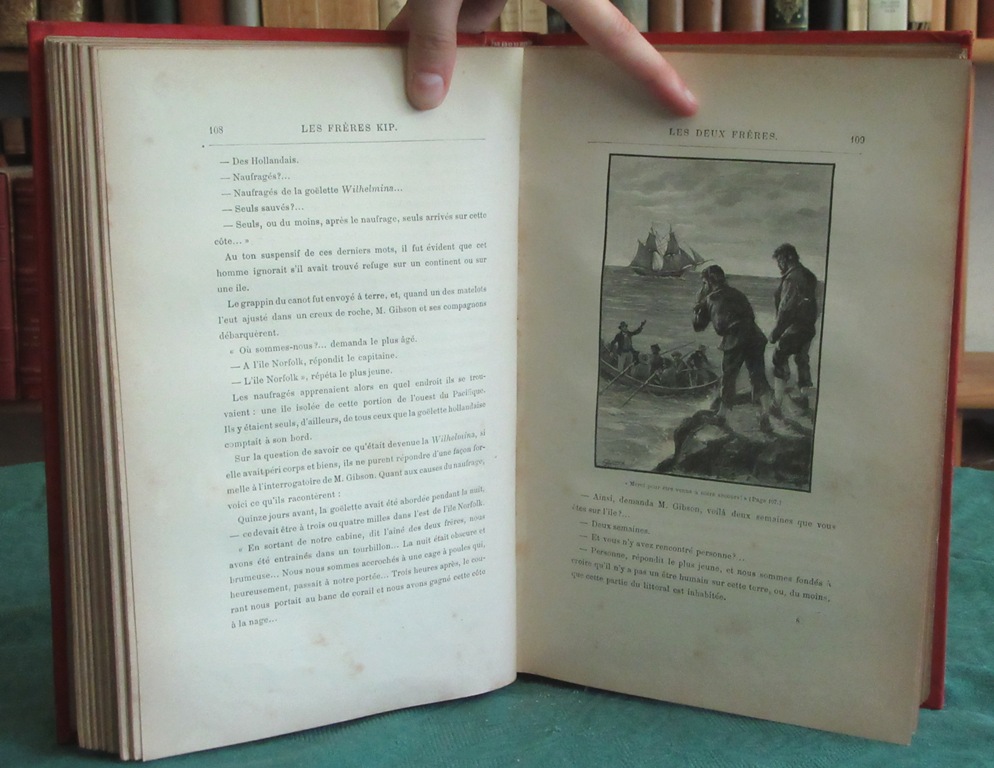 108
LES FRÈRES KIP.
— Des Hollandais.
— Naufragés?...
— Naufragés de la goëlette Wilhelmina...
— Seuls sauvés?...
— Seuls, ou du moins, après le naufrage, seuls arrivés sur cette
côte... »
Au ton suspensif de ces derniers mots, il fut évident que cet
homme ignorait s'il avait trouvé refuge sur un continent ou sur
une île.
Le grappin du canot fut envoyé à terre, et, quand un des matelots
l'eut ajusté dans un creux de roche, M. Gibson et ses compagnons
débarquèrent.
« Où sommes-nous?... demanda le plus âgé.
— A l'île Norfolk, répondit le capitaine.
— L'île Norfolk », répéta le plus jeune.
Les naufragés apprenaient alors en quel endroit ils se trou-
vaient : une île isolée de cette portion de l'ouest du Pacifique.
Ils y étaient seuls, d'ailleurs, de tous ceux que la goélette hollandaise
comptait à son bord.
Sur la question de savoir ce qu'était devenue la Wilhelmina, si
elle avait péri corps et biens, ils ne purent répondre d'une façon for-
melle à l'interrogatoire de M. Gibson. Quant aux causes du naufrage,
voici ce qu'ils racontèrent :
Quinze jours avant, la goélette avait été abordée pendant la nuit,
— ce devait être à trois ou quatre milles dans l'est de l'île Norfolk.
« En sortant de notre cabine, dit l'aîné des deux frères, nous
avons été entraînés dans un tourbillon... La nuit était obscure et
brumeuse... Nous nous sommes accrochés à une cage à poules qui,
heureusement, passait à notre portée... Trois heures après, le cou-
rant nous portait au banc de corail et nous avons gagné cette côte
à la nage...
LES DEUX FRÈRES.
109
« Merci pour être venus à notre secours! » (Page 107.)
— Ainsi, demanda M. Gibson, voilà deux semaines que vous
êtes sur l'île?...
— Deux semaines.
— Et vous n'y avez rencontré personne?...
— Personne, répondit le plus jeune, et nous sommes fondés à
croire qu'il n'y a pas un être humain sur cette terre, ou, du moins,
que cette partie du littoral est inhabitée.